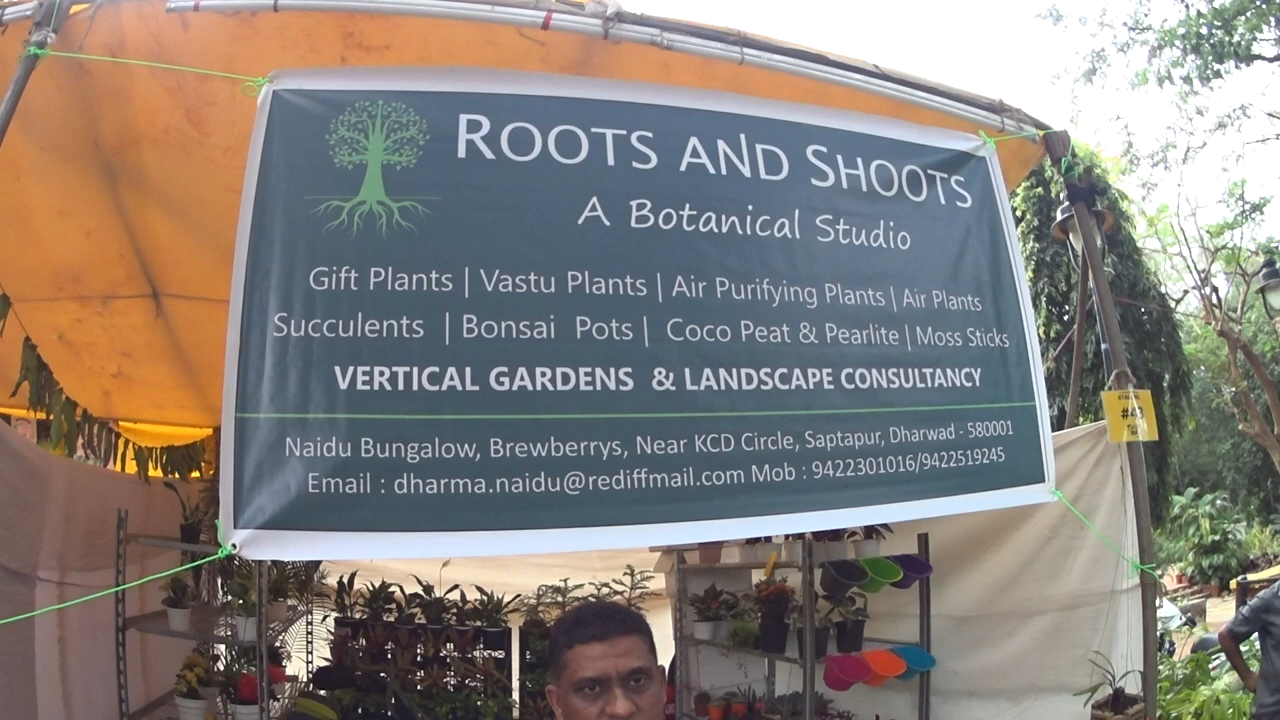 ROOTS AND SHOOTS
A Botanical Studio
Gift Plants | Vastu Plants | Air Purifying Plants | Air Plants
Succulents | Bonsai Pots | Coco Peat & Pearlite | Moss Sticks
VERTICAL GARDENS & LANDSCAPE CONSULTANCY
Naidu Bungalow, Brewberrys, Near KCD Circle, Saptapur, Dharwad - 580001
Email : dharma.naidu@rediffmail.com Mob : 9422301016/9422519245